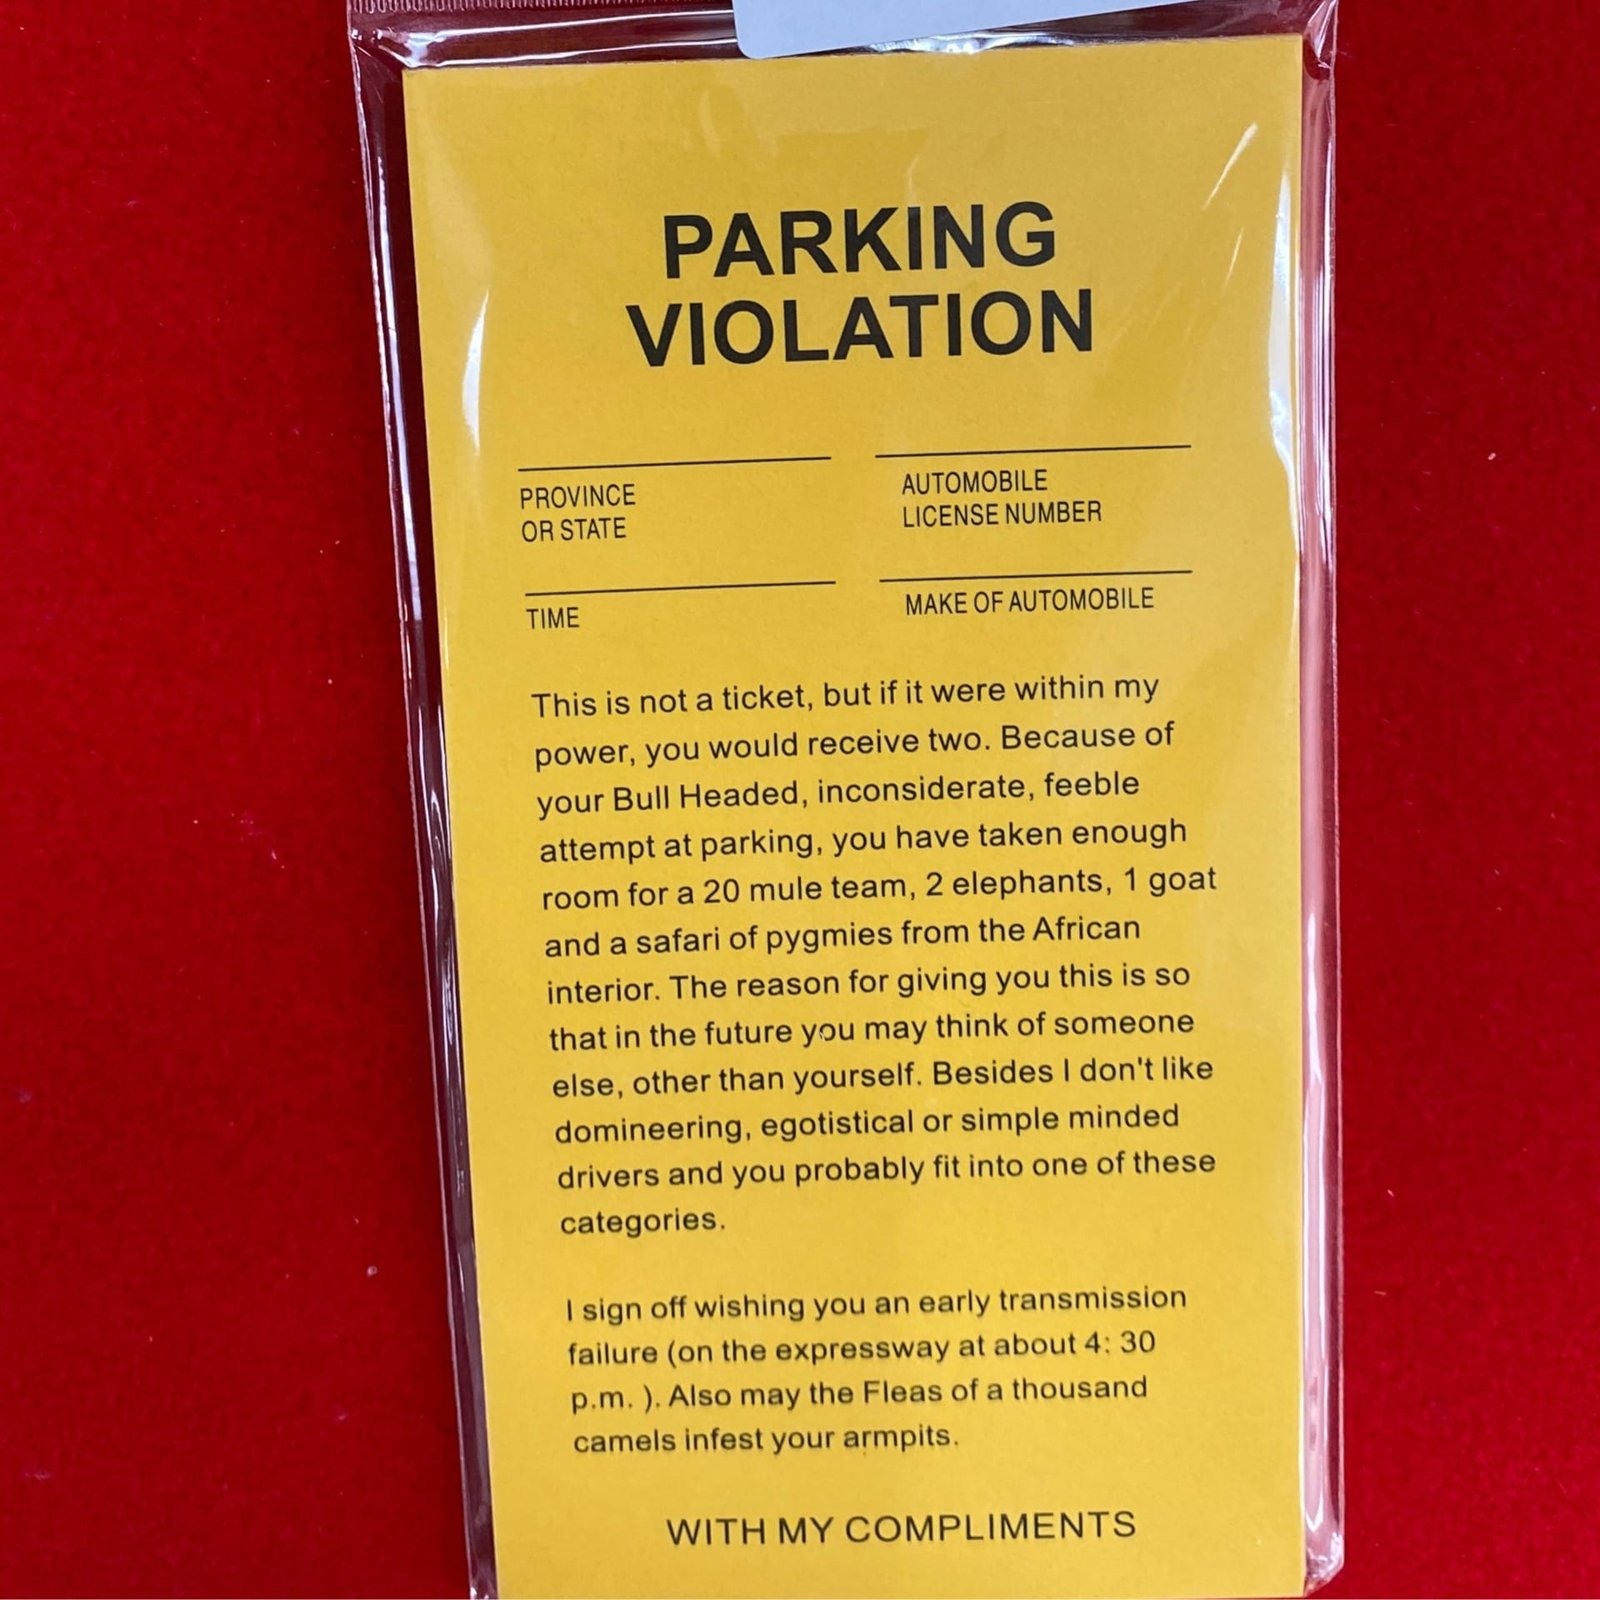 PARKING
VIOLATION
PROVINCE
OR STATE
AUTOMOBILE
LICENSE NUMBER
TIME
MAKE OF AUTOMOBILE
This is not a ticket, but if it were within my
power, you would receive two. Because of
your Bull Headed, inconsiderate, feeble
attempt at parking, you have taken enough
room for a 20 mule team, 2 elephants, 1 goat
and a safari of pygmies from the African
interior. The reason for giving you this is so
that in the future you may think of someone
else, other than yourself. Besides I don't like
domineering, egotistical or simple minded
drivers and you probably fit into one of these
categories.
I sign off wishing you an early transmission
failure (on the expressway at about 4: 30
p.m. ). Also may the Fleas of a thousand
camels infest your armpits.
WITH MY COMPLIMENTS